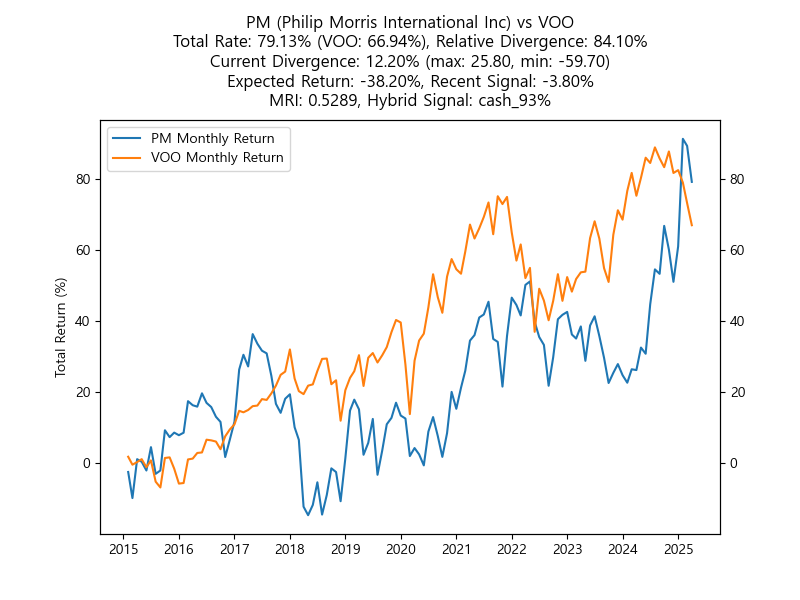 PM (Philip Morris International Inc) vs VOO
Total Rate: 79.13% (VOO: 66.94%), Relative Divergence: 84.10%
Current Divergence: 12.20% (max: 25.80, min: -59.70)
Expected Return: -38.20%, Recent Signal: -3.80%
MRI: 0.5289, Hybrid Signal: cash_93%
PM Monthly Return
VOO Monthly Return
Total Return (%)
80
60
40
20
0
80
60
40
20
0
2015 2016 2017 2018 2019 2020 2021 2022 2023 2024 2025